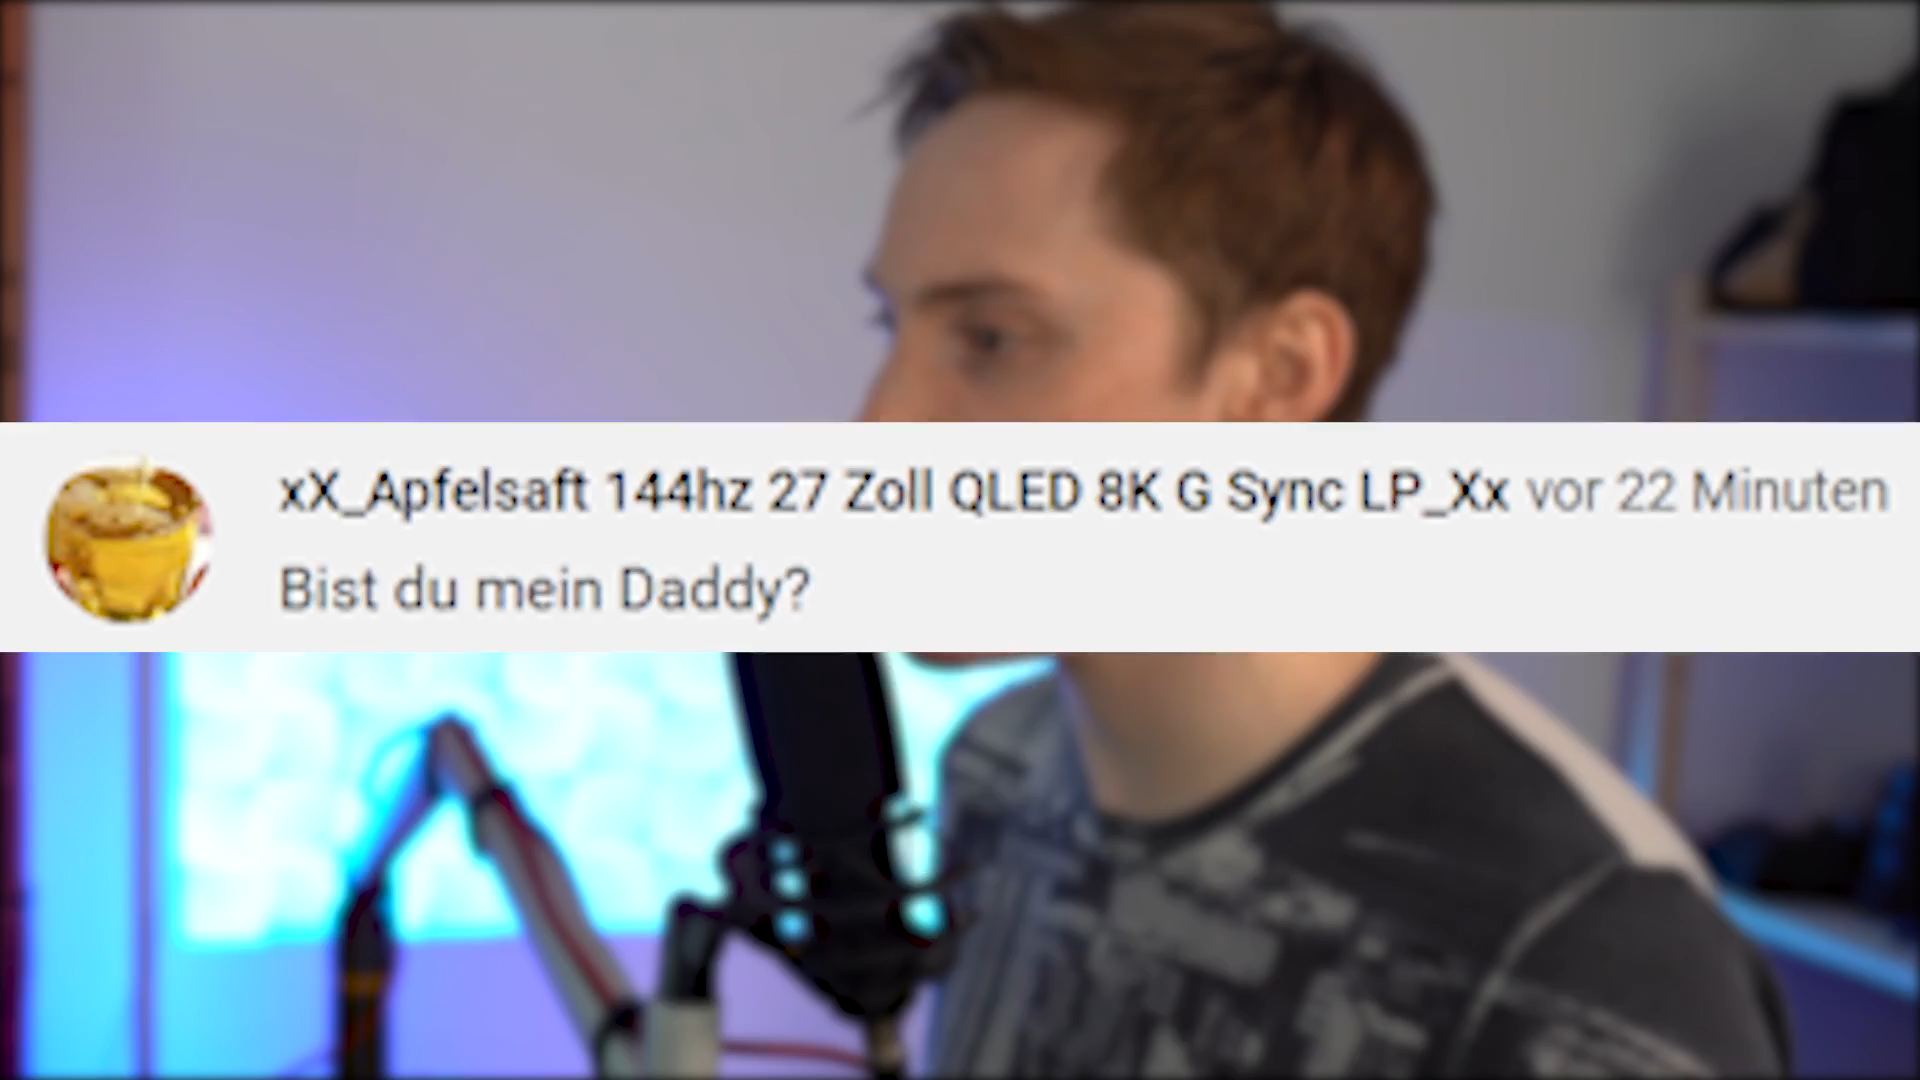 xX_Apfelsaft 144hz 27 Zoll QLED 8K G Sync LP_Xx vor 22 Minuten
Bist du mein Daddy?